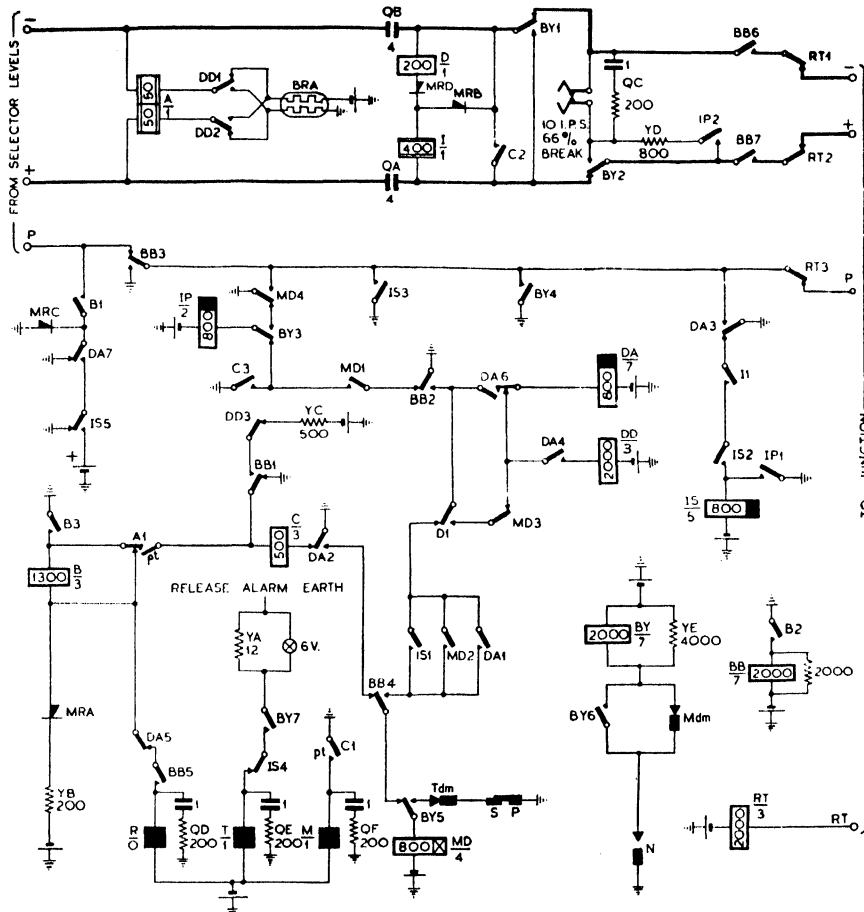 FROM SELECTOR LEVELS
−
+
P
QB
4
D/1
200
MRD
MRB
I/1
400
QA
4
C2
BY1
10 I.P.S.
66%
BREAK
BY2
1
QC
200
YD
800
IP2
BB6
BB7
RT1
RT2
−
+
TO JUNCTION
50
A/1
50
DD1
DD2
BRA
BB3
B1
MRC
DA7
IS5
+
IP/2
800
MD4
BY3
C3
MD1
IS3
BY4
BB2
DA6
DA/7
800
DA4
DD/3
2000
D1
MD3
RT3
P
DA3
I1
IS2
IP1
IS/5
800
DD3
YC
500
BB1
B3
A1
pt
B/3
1300
C/3
500
DA2
RELEASE ALARM EARTH
YA
12
6V.
BY7
IS4
pt
C1
BB4
IS1
MD2
DA1
BY5
Tdm
S
P
MD/4
800
MRA
YB
200
DA5
BB5
R/0
1
QD
200
T/1
1
QE
200
M/1
1
QF
200
BY/7
2000
YE
4000
BY6
Mdm
N
B2
BB/7
2000
2000
RT/3
2000
RT